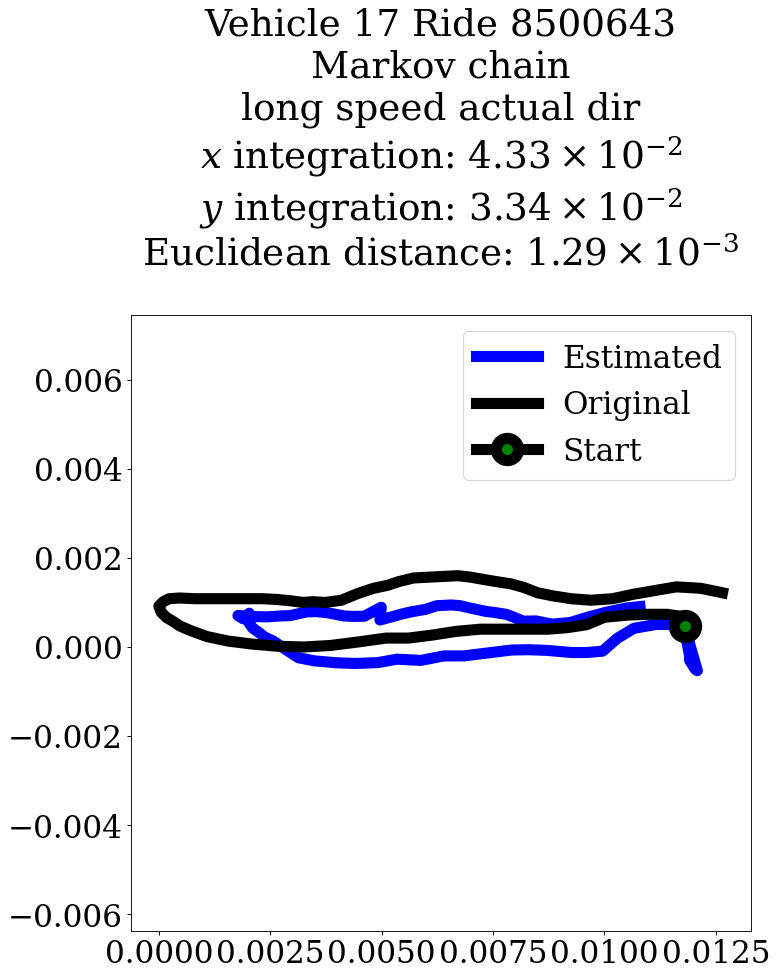 Vehicle 17 Ride 8500643
Markov chain
long speed actual dir
x integration: 4.33 × 10⁻²
y integration: 3.34 × 10⁻²
Euclidean distance: 1.29 × 10⁻³
Estimated
Original
Start
0.006
0.004
0.002
0.000
−0.002
−0.004
−0.006
0.0000 0.0025 0.0050 0.0075 0.0100 0.0125